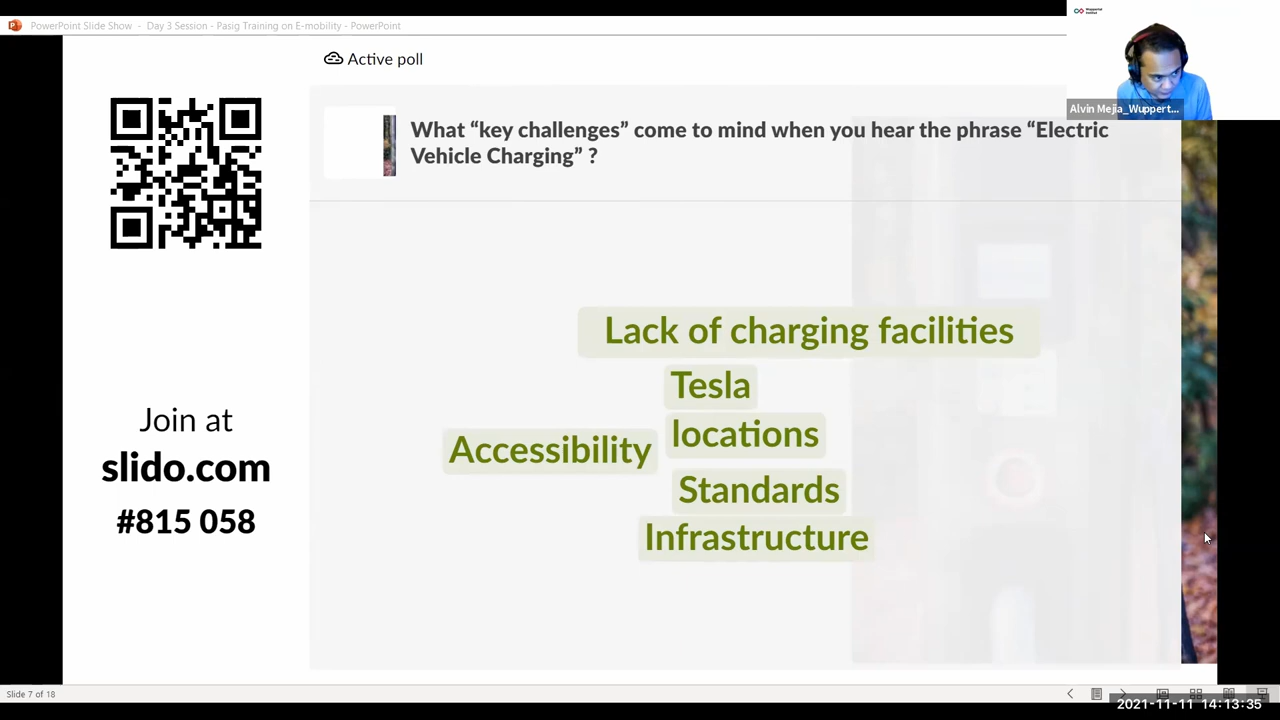 PowerPoint Slide Show - Day 3 Session - Pasig Training on E-mobility - PowerPoint
Wuppertal
Institut
Alvin Mejia_Wuppert...
Active poll
What “key challenges” come to mind when you hear the phrase “Electric
Vehicle Charging” ?
Lack of charging facilities
Tesla
locations
Accessibility
Standards
Infrastructure
Join at
slido.com
#815 058
Slide 7 of 18
2021-11-11 14:13:35